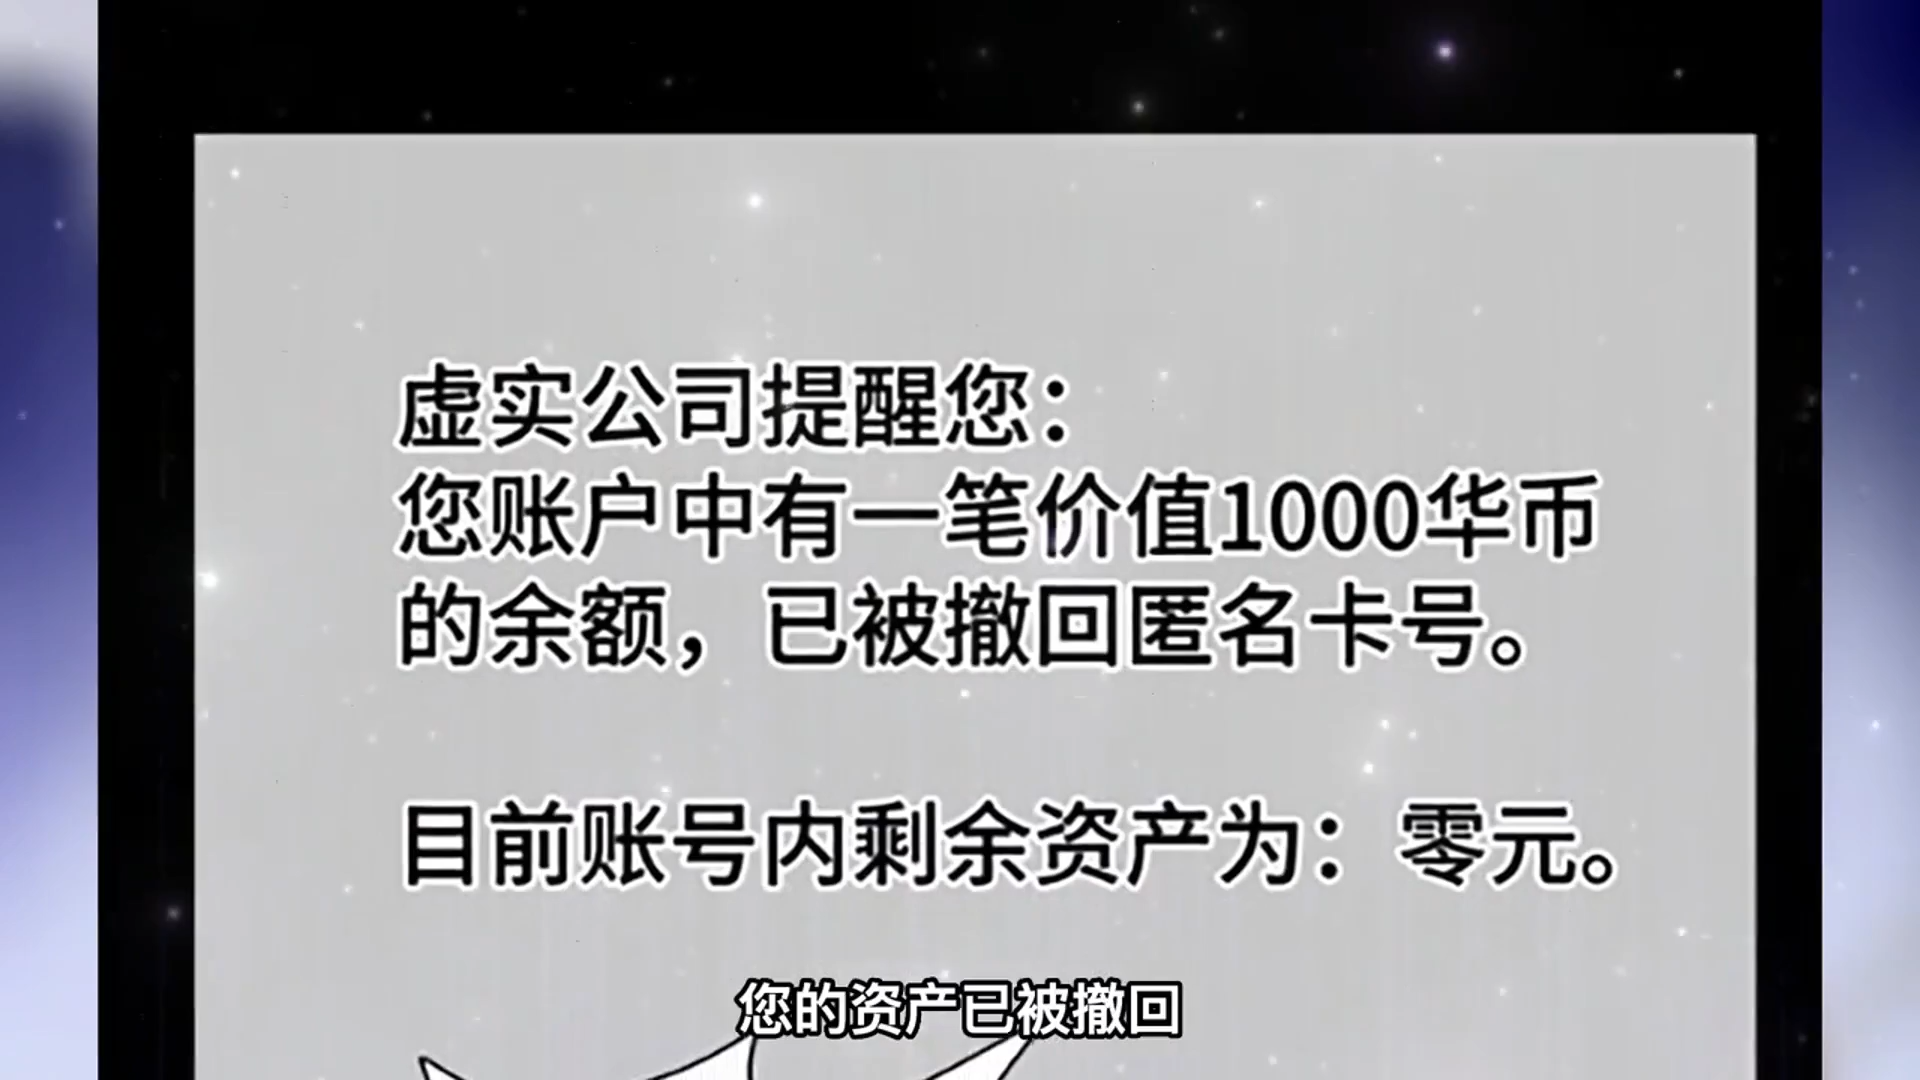 虚实公司提醒您：
您账户中有一笔价值1000华币
的余额，已被撤回匿名卡号。
目前账号内剩余资产为：零元。
您的资产已被撤回